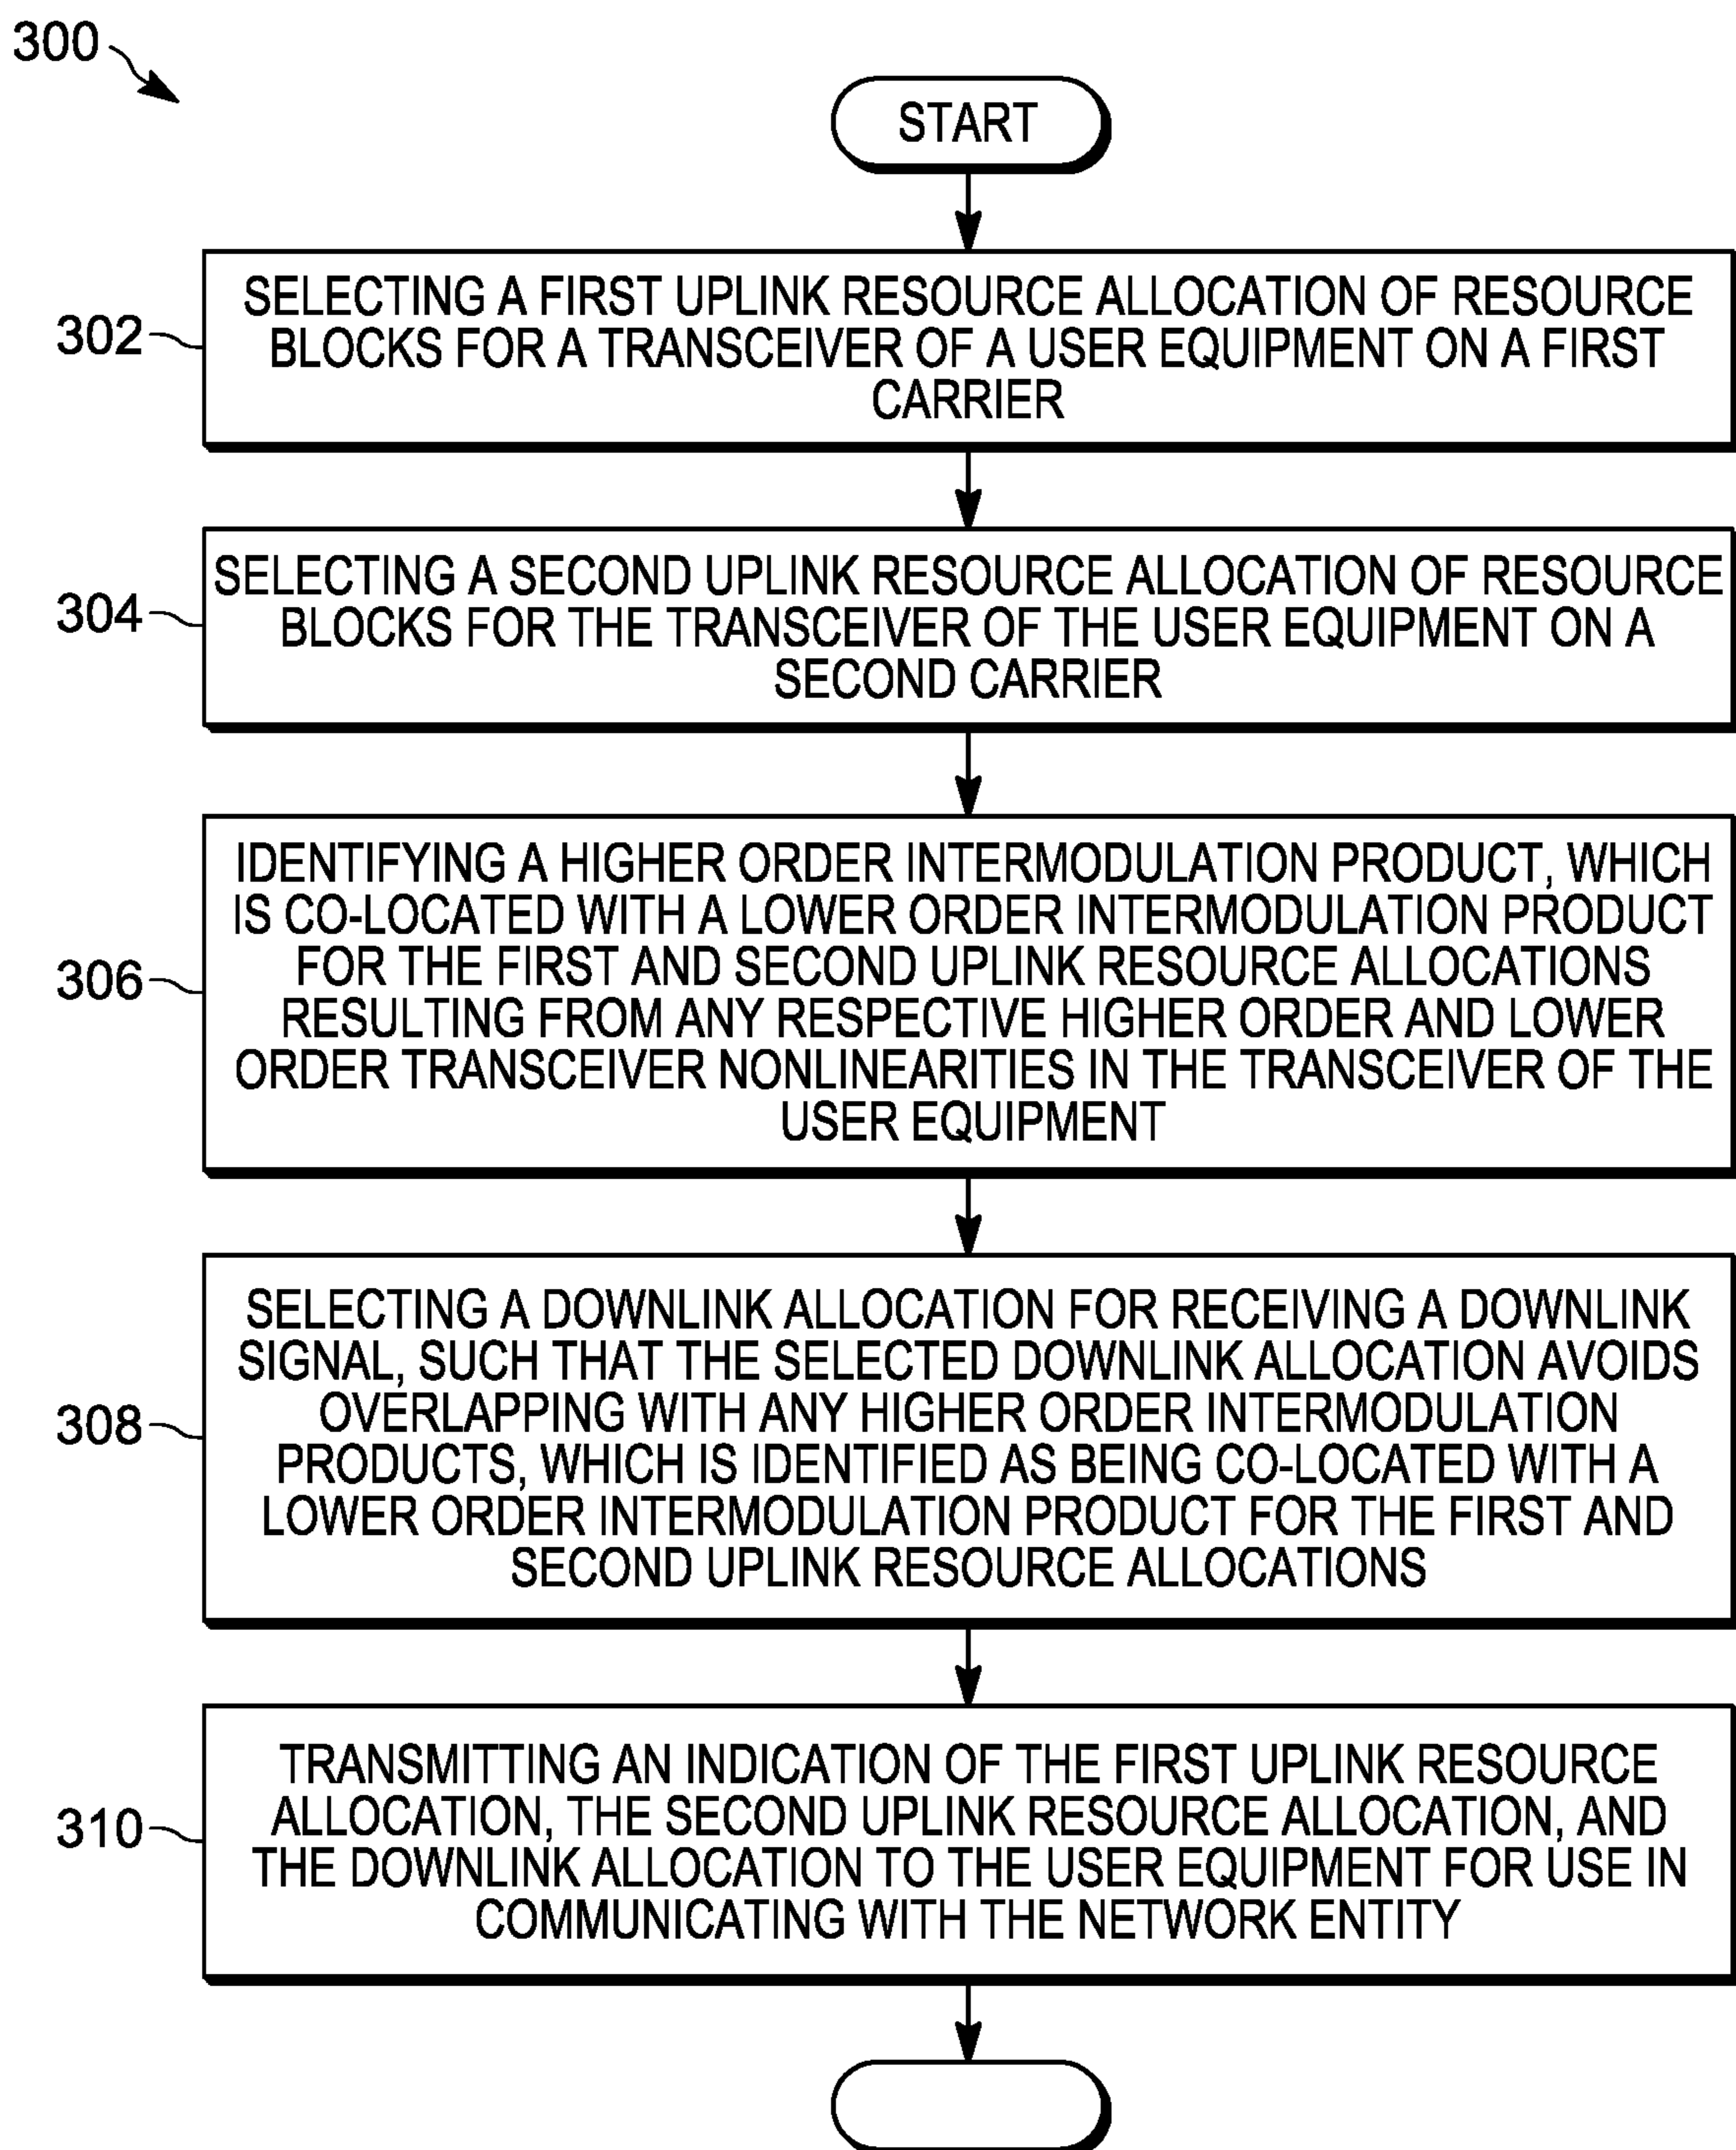 300
START
302
SELECTING A FIRST UPLINK RESOURCE ALLOCATION OF RESOURCE
BLOCKS FOR A TRANSCEIVER OF A USER EQUIPMENT ON A FIRST
CARRIER
304
SELECTING A SECOND UPLINK RESOURCE ALLOCATION OF RESOURCE
BLOCKS FOR THE TRANSCEIVER OF THE USER EQUIPMENT ON A
SECOND CARRIER
306
IDENTIFYING A HIGHER ORDER INTERMODULATION PRODUCT, WHICH
IS CO-LOCATED WITH A LOWER ORDER INTERMODULATION PRODUCT
FOR THE FIRST AND SECOND UPLINK RESOURCE ALLOCATIONS
RESULTING FROM ANY RESPECTIVE HIGHER ORDER AND LOWER
ORDER TRANSCEIVER NONLINEARITIES IN THE TRANSCEIVER OF THE
USER EQUIPMENT
308
SELECTING A DOWNLINK ALLOCATION FOR RECEIVING A DOWNLINK
SIGNAL, SUCH THAT THE SELECTED DOWNLINK ALLOCATION AVOIDS
OVERLAPPING WITH ANY HIGHER ORDER INTERMODULATION
PRODUCTS, WHICH IS IDENTIFIED AS BEING CO-LOCATED WITH A
LOWER ORDER INTERMODULATION PRODUCT FOR THE FIRST AND
SECOND UPLINK RESOURCE ALLOCATIONS
310
TRANSMITTING AN INDICATION OF THE FIRST UPLINK RESOURCE
ALLOCATION, THE SECOND UPLINK RESOURCE ALLOCATION, AND
THE DOWNLINK ALLOCATION TO THE USER EQUIPMENT FOR USE IN
COMMUNICATING WITH THE NETWORK ENTITY